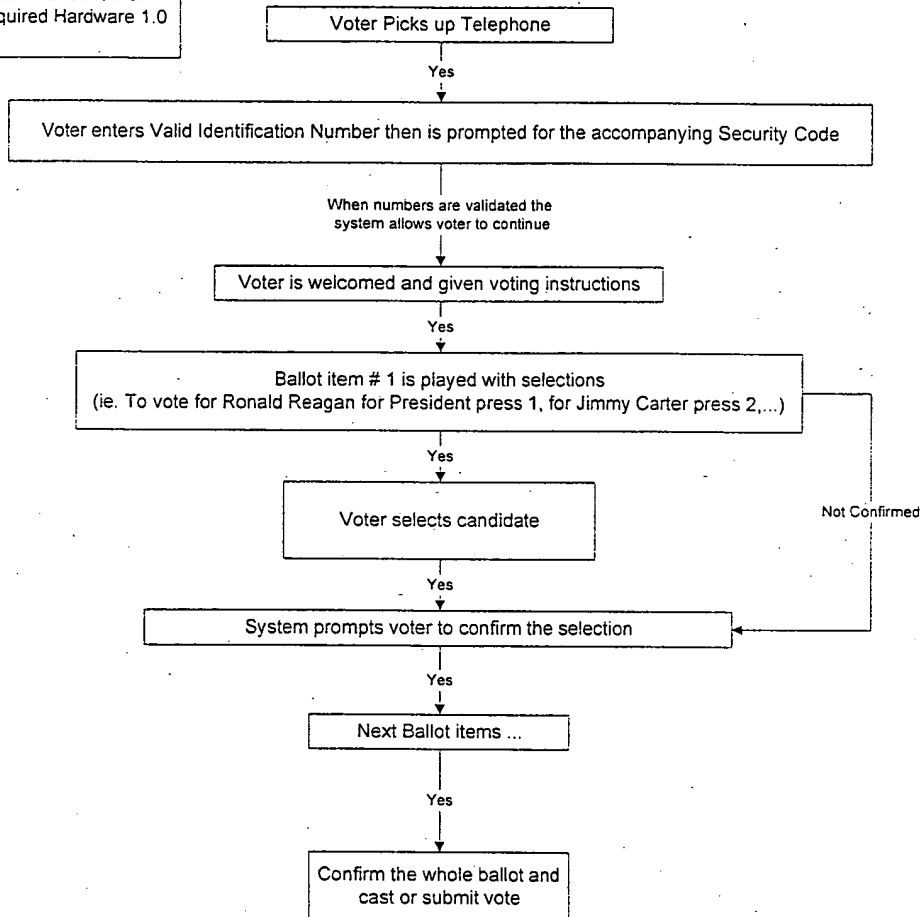 quired Hardware 1.0
Voter Picks up Telephone
Yes
Voter enters Valid Identification Number then is prompted for the accompanying Security Code
When numbers are validated the
system allows voter to continue
Voter is welcomed and given voting instructions
Yes
Ballot item # 1 is played with selections
(ie. To vote for Ronald Reagan for President press 1, for Jimmy Carter press 2,...)
Yes
Voter selects candidate
Not Confirmed
Yes
System prompts voter to confirm the selection
Yes
Next Ballot items ...
Yes
Confirm the whole ballot and
cast or submit vote